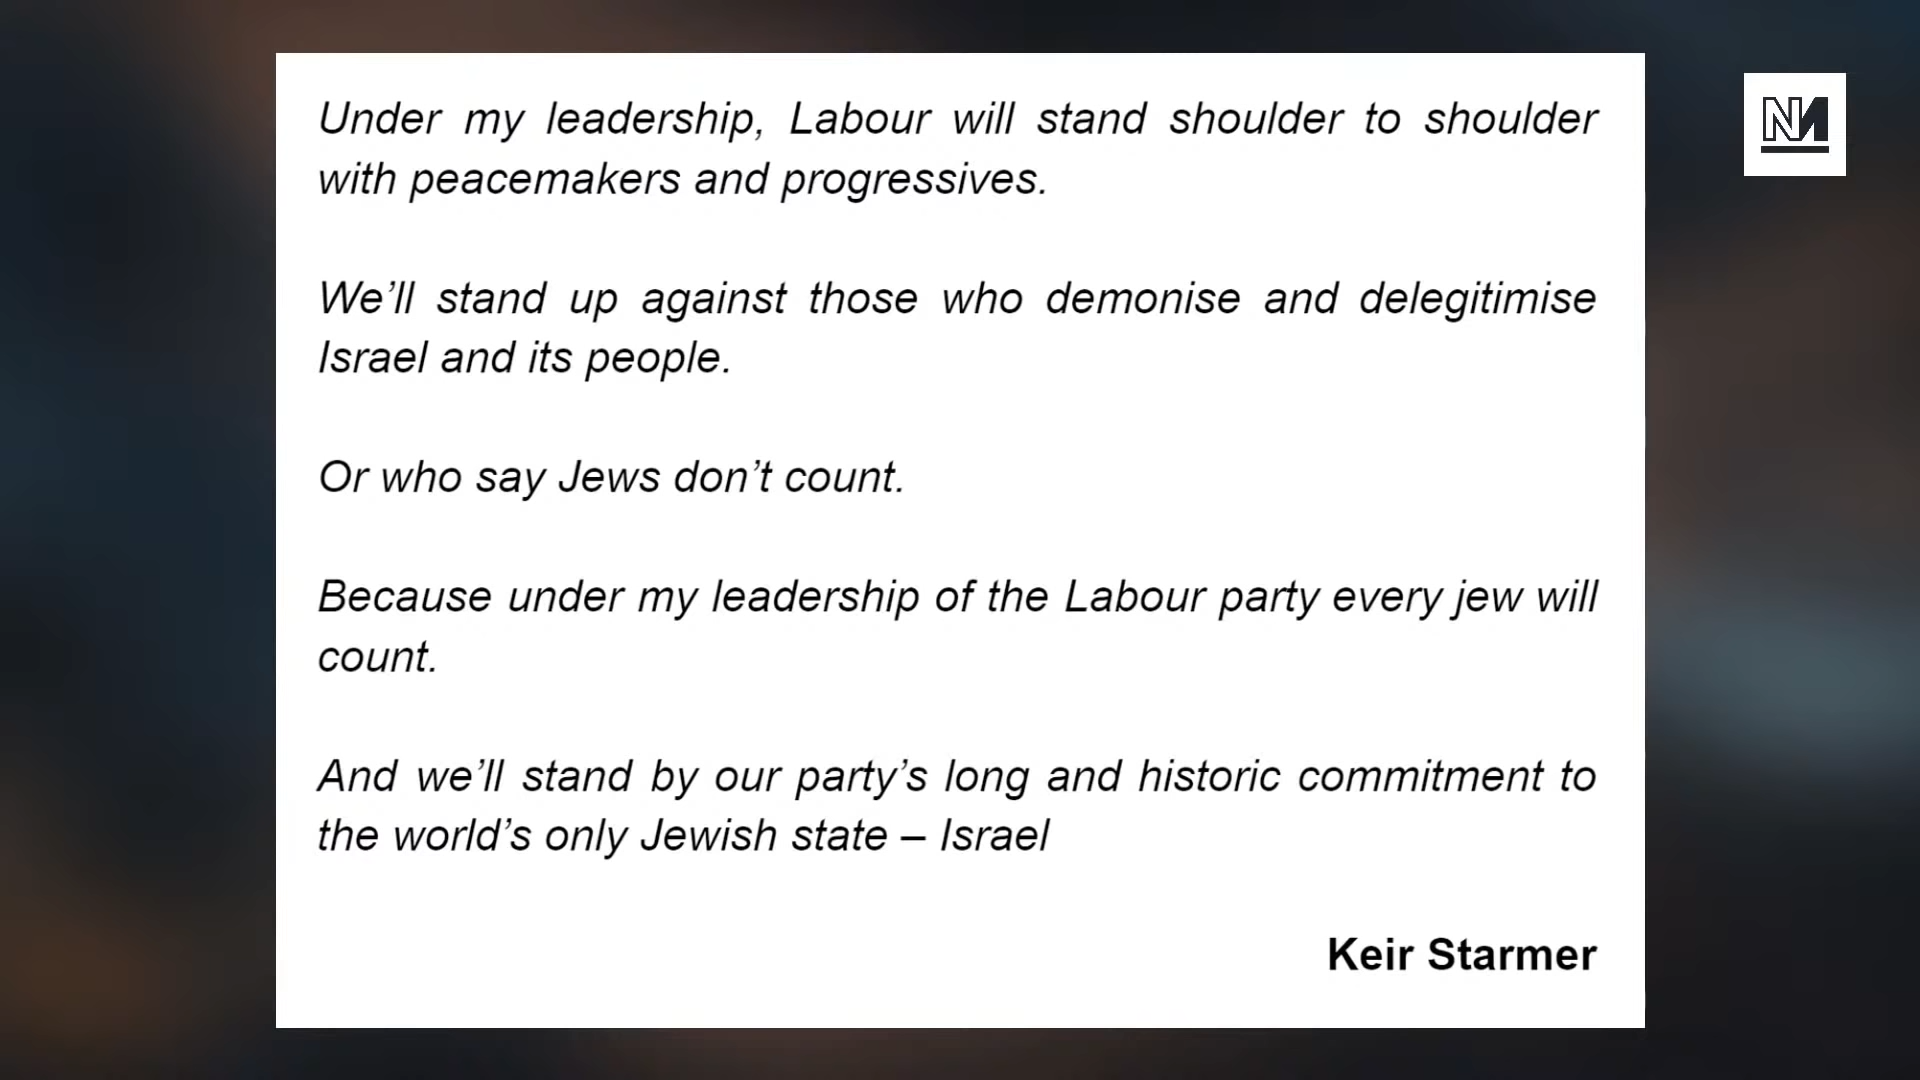 Under my leadership, Labour will stand shoulder to shoulder
with peacemakers and progressives.
We’ll stand up against those who demonise and delegitimise
Israel and its people.
Or who say Jews don’t count.
Because under my leadership of the Labour party every jew will
count.
And we’ll stand by our party’s long and historic commitment to
the world’s only Jewish state – Israel
Keir Starmer
NM